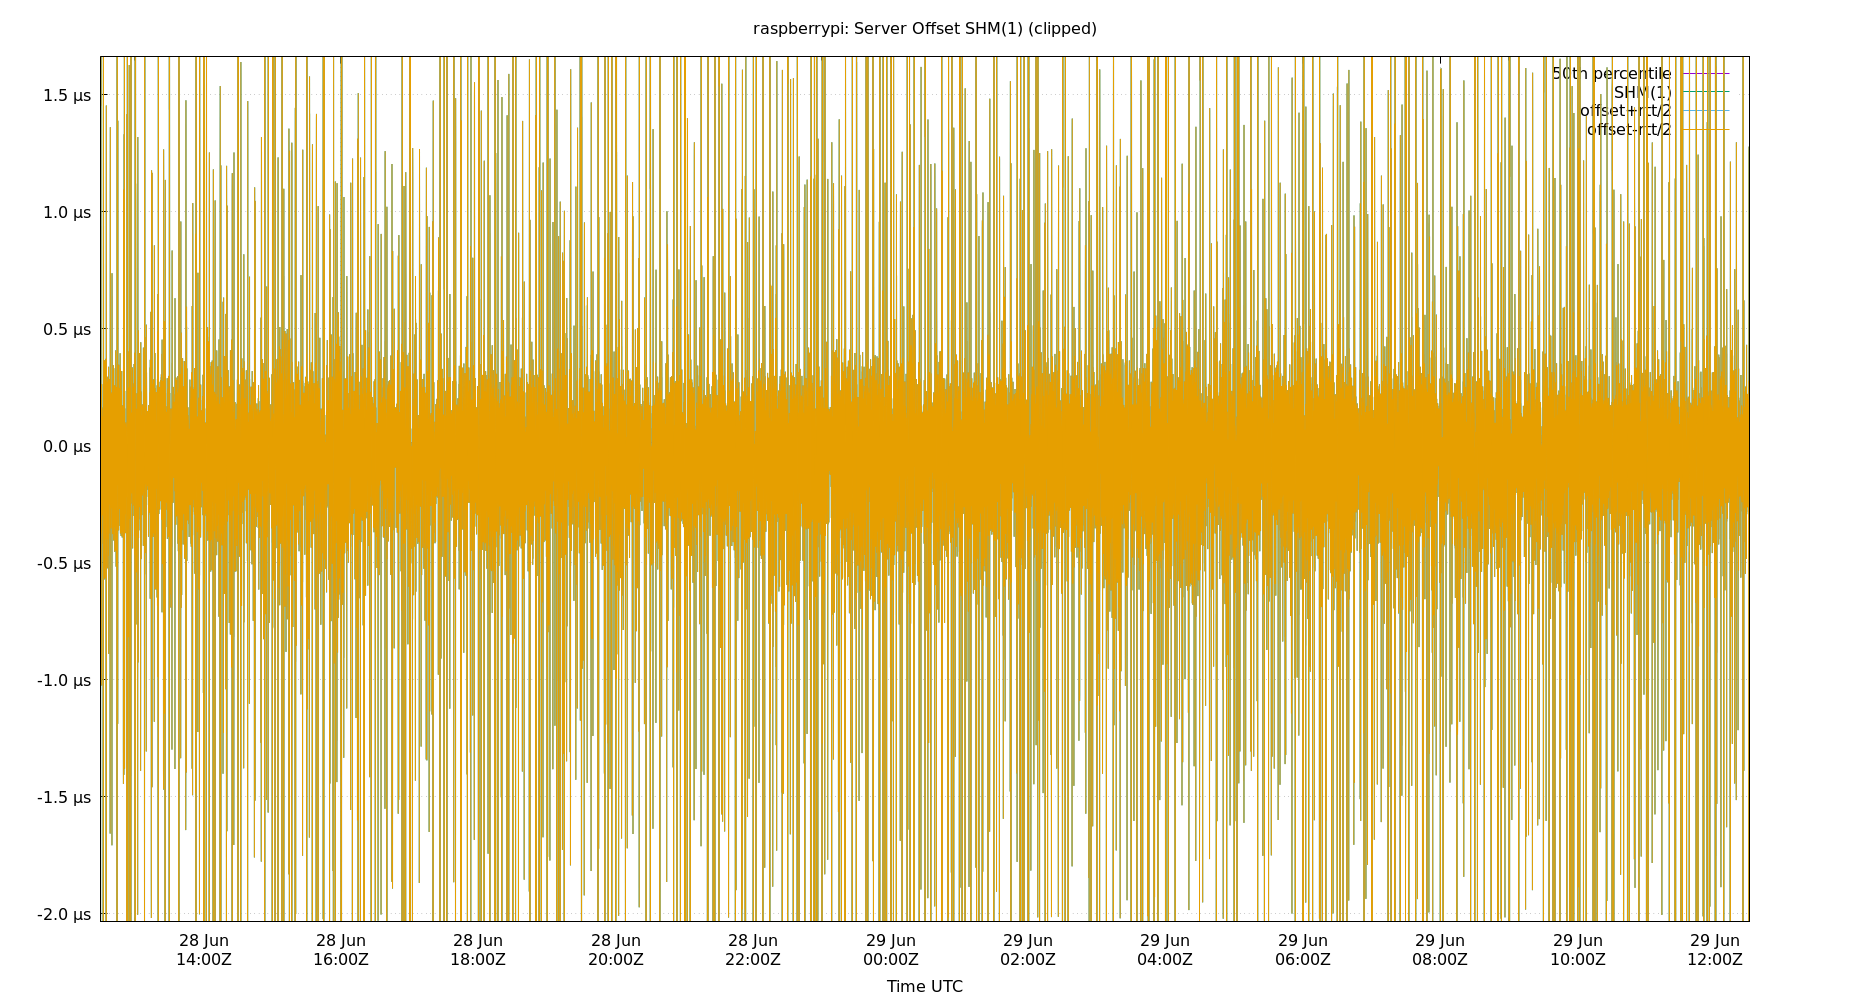 raspberrypi: Server Offset SHM(1) (clipped)
50th percentile
SHM(1)
offset+rtt/2
offset-rtt/2
1.5 µs
1.0 µs
0.5 µs
0.0 µs
-0.5 µs
-1.0 µs
-1.5 µs
-2.0 µs
28 Jun 28 Jun 28 Jun 28 Jun 28 Jun 29 Jun 29 Jun 29 Jun 29 Jun 29 Jun 29 Jun 29 Jun
14:00Z 16:00Z 18:00Z 20:00Z 22:00Z 00:00Z 02:00Z 04:00Z 06:00Z 08:00Z 10:00Z 12:00Z
Time UTC